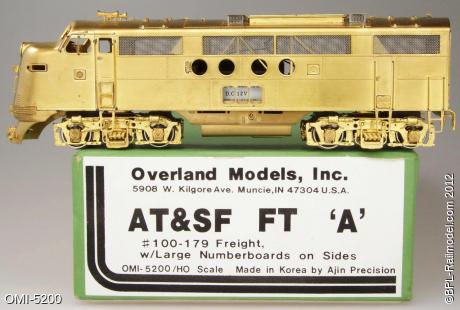 D.C 12V
Overland Models, Inc.
5908 W. Kilgore Ave. Muncie, IN 47304 U.S.A.
AT&SF FT 'A'
#100-179 Freight,
w/Large Numberboards on Sides
OMI-5200/HO Scale Made in Korea by Ajin Precision
OMI-5200
©BPL-Railmodel.com 2012